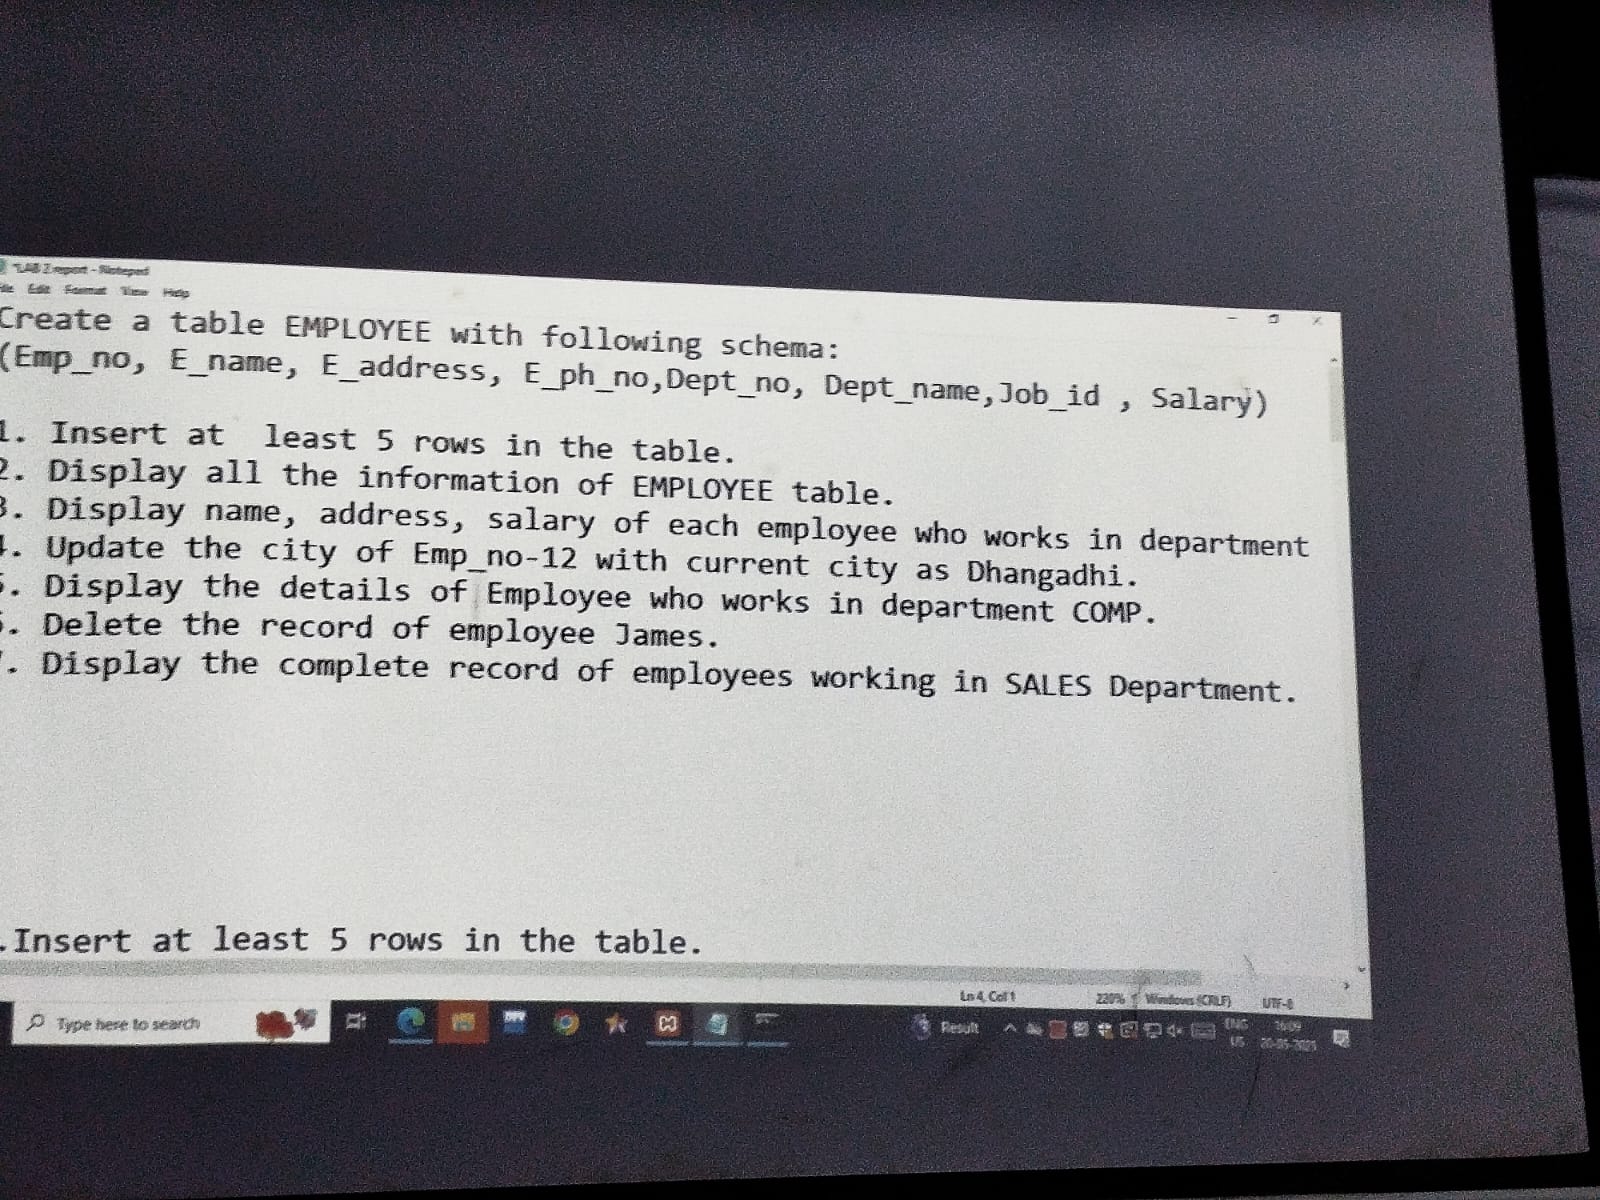 *LAB 2 report - Notepad
Edit Format View Help
Create a table EMPLOYEE with following schema:
(Emp_no, E_name, E_address, E_ph_no,Dept_no, Dept_name,Job_id , Salary)
1. Insert at least 5 rows in the table.
2. Display all the information of EMPLOYEE table.
3. Display name, address, salary of each employee who works in department
4. Update the city of Emp_no-12 with current city as Dhangadhi.
5. Display the details of Employee who works in department COMP.
6. Delete the record of employee James.
7. Display the complete record of employees working in SALES Department.
.Insert at least 5 rows in the table.
Ln 4, Col 1 220% Windows (CRLF) UTF-8
Type here to search Result ENG 16:09
US